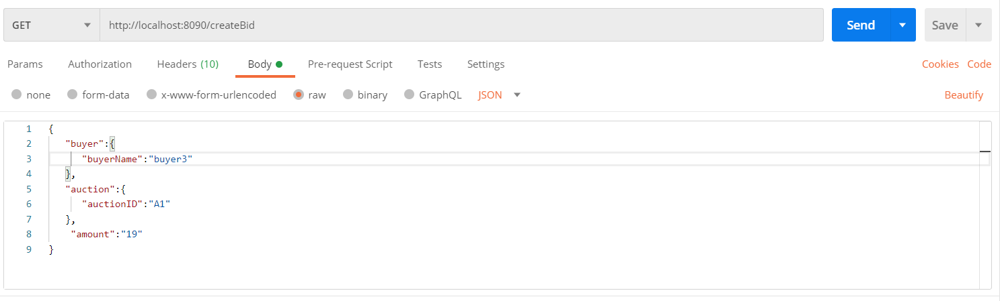 GET http://localhost:8090/createBid Send Save
Params Authorization Headers (10) Body Pre-request Script Tests Settings Cookies Code
none form-data x-www-form-urlencoded raw binary GraphQL JSON Beautify
1 {
2 "buyer":{
3 "buyerName":"buyer3"
4 },
5 "auction":{
6 "auctionID":"A1"
7 },
8 "amount":"19"
9 }